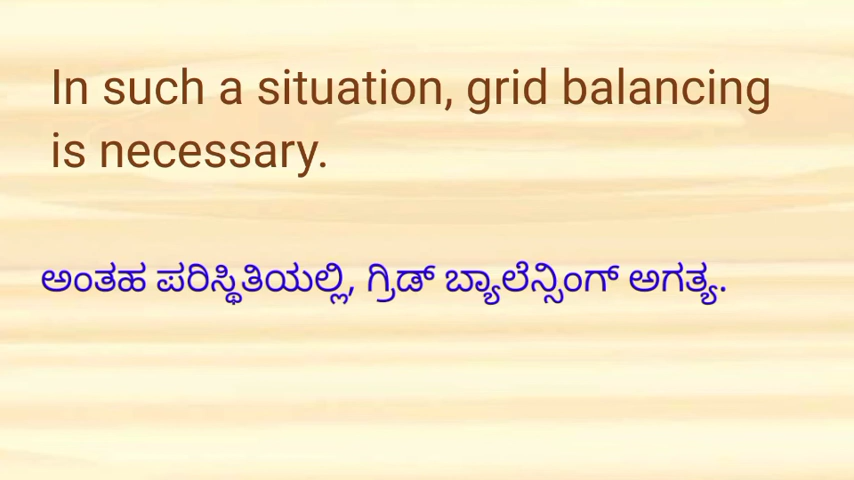 In such a situation, grid balancing
is necessary.
ಅಂತಹ ಪರಿಸ್ಥಿತಿಯಲ್ಲಿ, ಗ್ರಿಡ್ ಬ್ಯಾಲೆನ್ಸಿಂಗ್ ಅಗತ್ಯ.